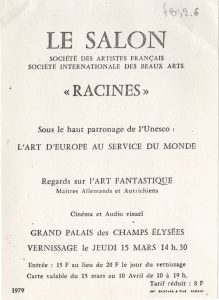 f832.6
LE SALON
SOCIÉTÉ DES ARTISTES FRANÇAIS
SOCIÉTÉ INTERNATIONALE DES BEAUX ARTS
« RACINES »
Sous le haut patronage de l'Unesco :
L'ART D'EUROPE AU SERVICE DU MONDE
Regards sur l'ART FANTASTIQUE
Maîtres Allemands et Autrichiens
Cinéma et Audio visuel
GRAND PALAIS des CHAMPS ÉLYSÉES
VERNISSAGE le JEUDI 15 MARS 14 h.30
Entrée : 15 F au lieu de 20 F le jour du vernissage
Carte valable du 15 mars au 10 Avril de 10 à 19 h.
Tarif réduit : 8 F
1979